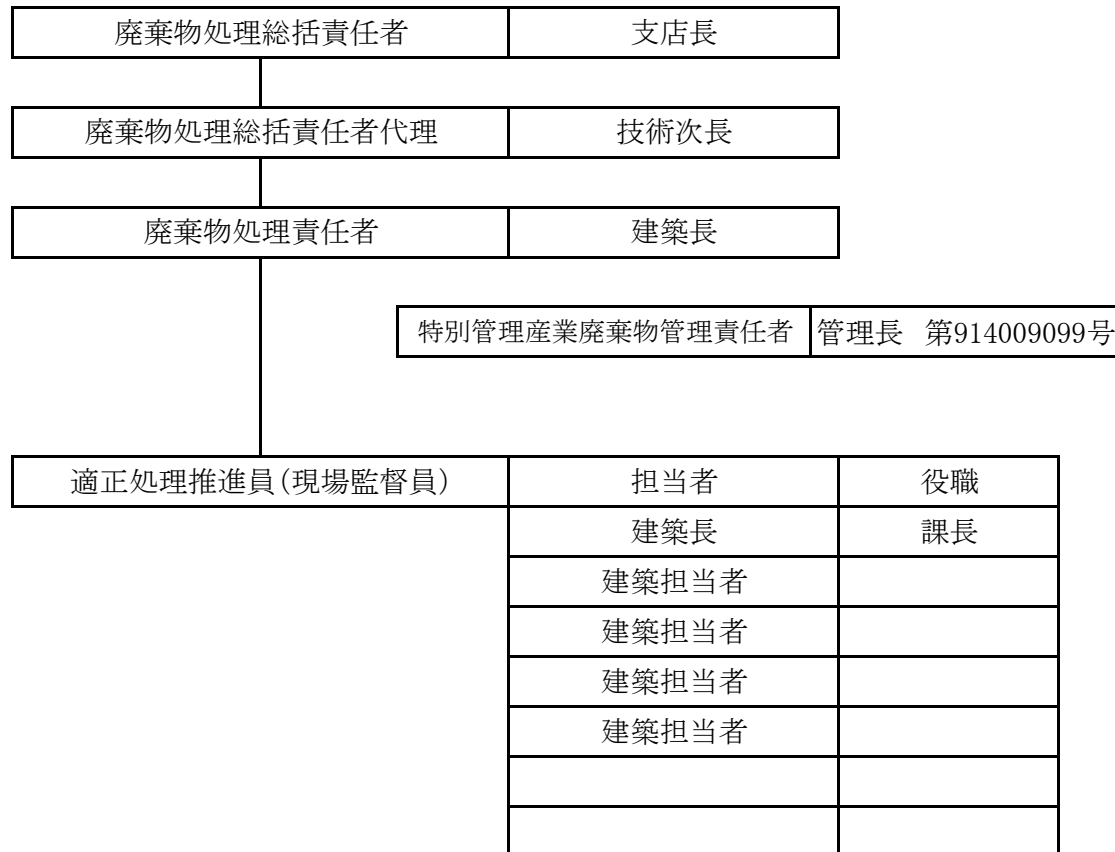 廃棄物処理総括責任者 支店長
廃棄物処理総括責任者代理 技術次長
廃棄物処理責任者 建築長
特別管理産業廃棄物管理責任者 管理長 第914009099号
適正処理推進員(現場監督員) 担当者 役職
建築長 課長
建築担当者
建築担当者
建築担当者
建築担当者